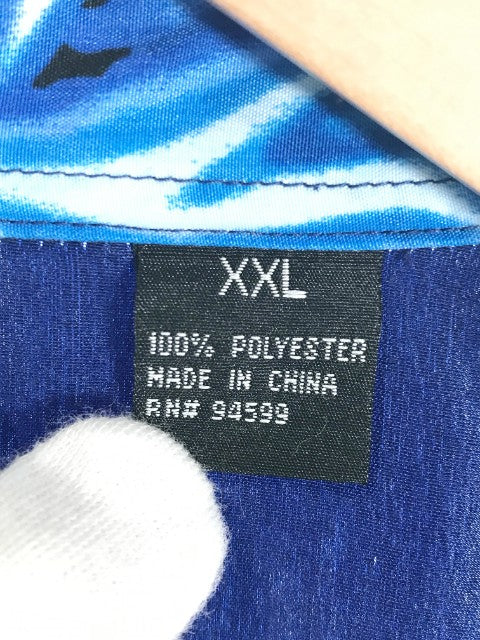 XXL
100% POLYESTER
MADE IN CHINA
RN# 94599